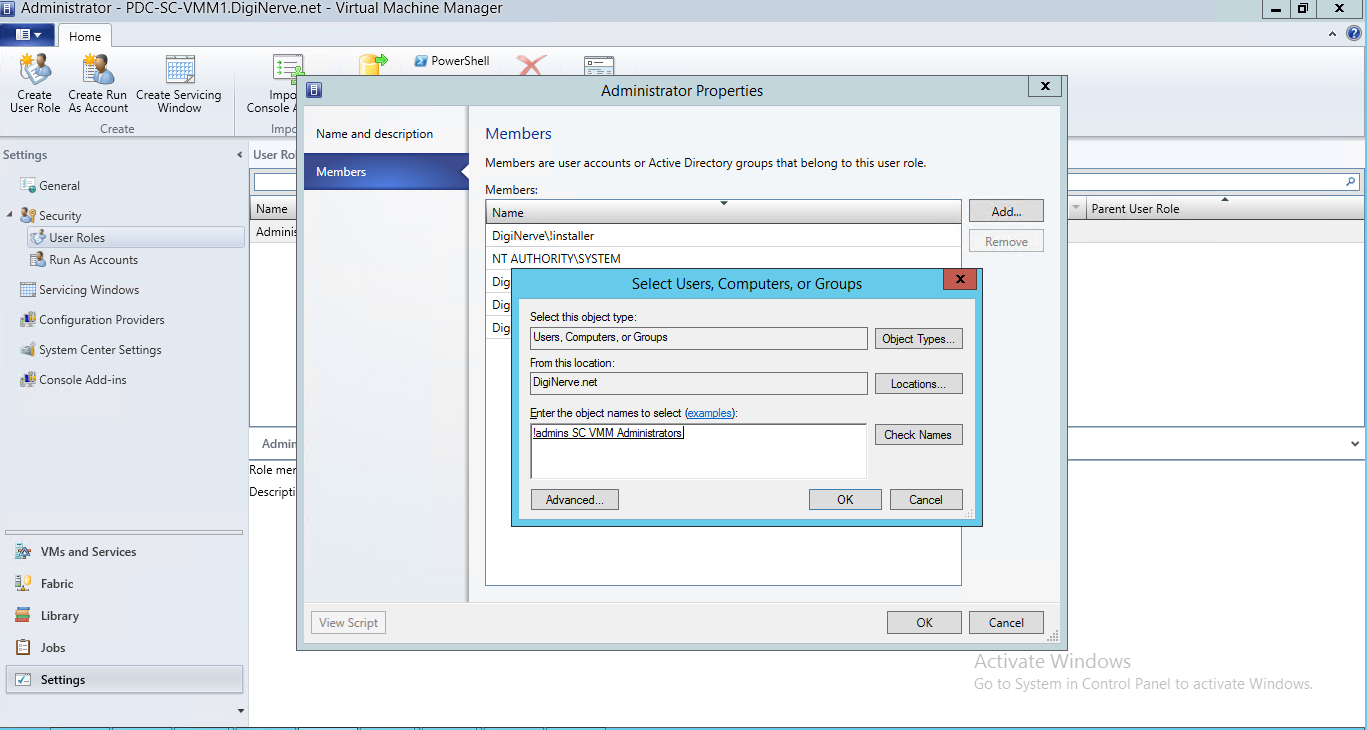 Administrator - PDC-SC-VMM1.DigiNerve.net - Virtual Machine Manager
Home
Create User Role
Create Run As Account
Create Servicing Window
Create
Impo
Console A
Impo
PowerShell
Settings
General
Security
User Roles
Run As Accounts
Servicing Windows
Configuration Providers
System Center Settings
Console Add-ins
VMs and Services
Fabric
Library
Jobs
Settings
User Rol
Name
Parent User Role
Adminis
Admin
Role mem
Descripti
Administrator Properties
Name and description
Members
Members
Members are user accounts or Active Directory groups that belong to this user role.
Members:
Name
Add...
Remove
DigiNerve\!installer
NT AUTHORITY\SYSTEM
Dig
Dig
Dig
Select Users, Computers, or Groups
Select this object type:
Users, Computers, or Groups
Object Types...
From this location:
DigiNerve.net
Locations...
Enter the object names to select (examples):
!admins SC VMM Administrators
Check Names
Advanced...
OK
Cancel
View Script
OK
Cancel
Activate Windows
Go to System in Control Panel to activate Windows.